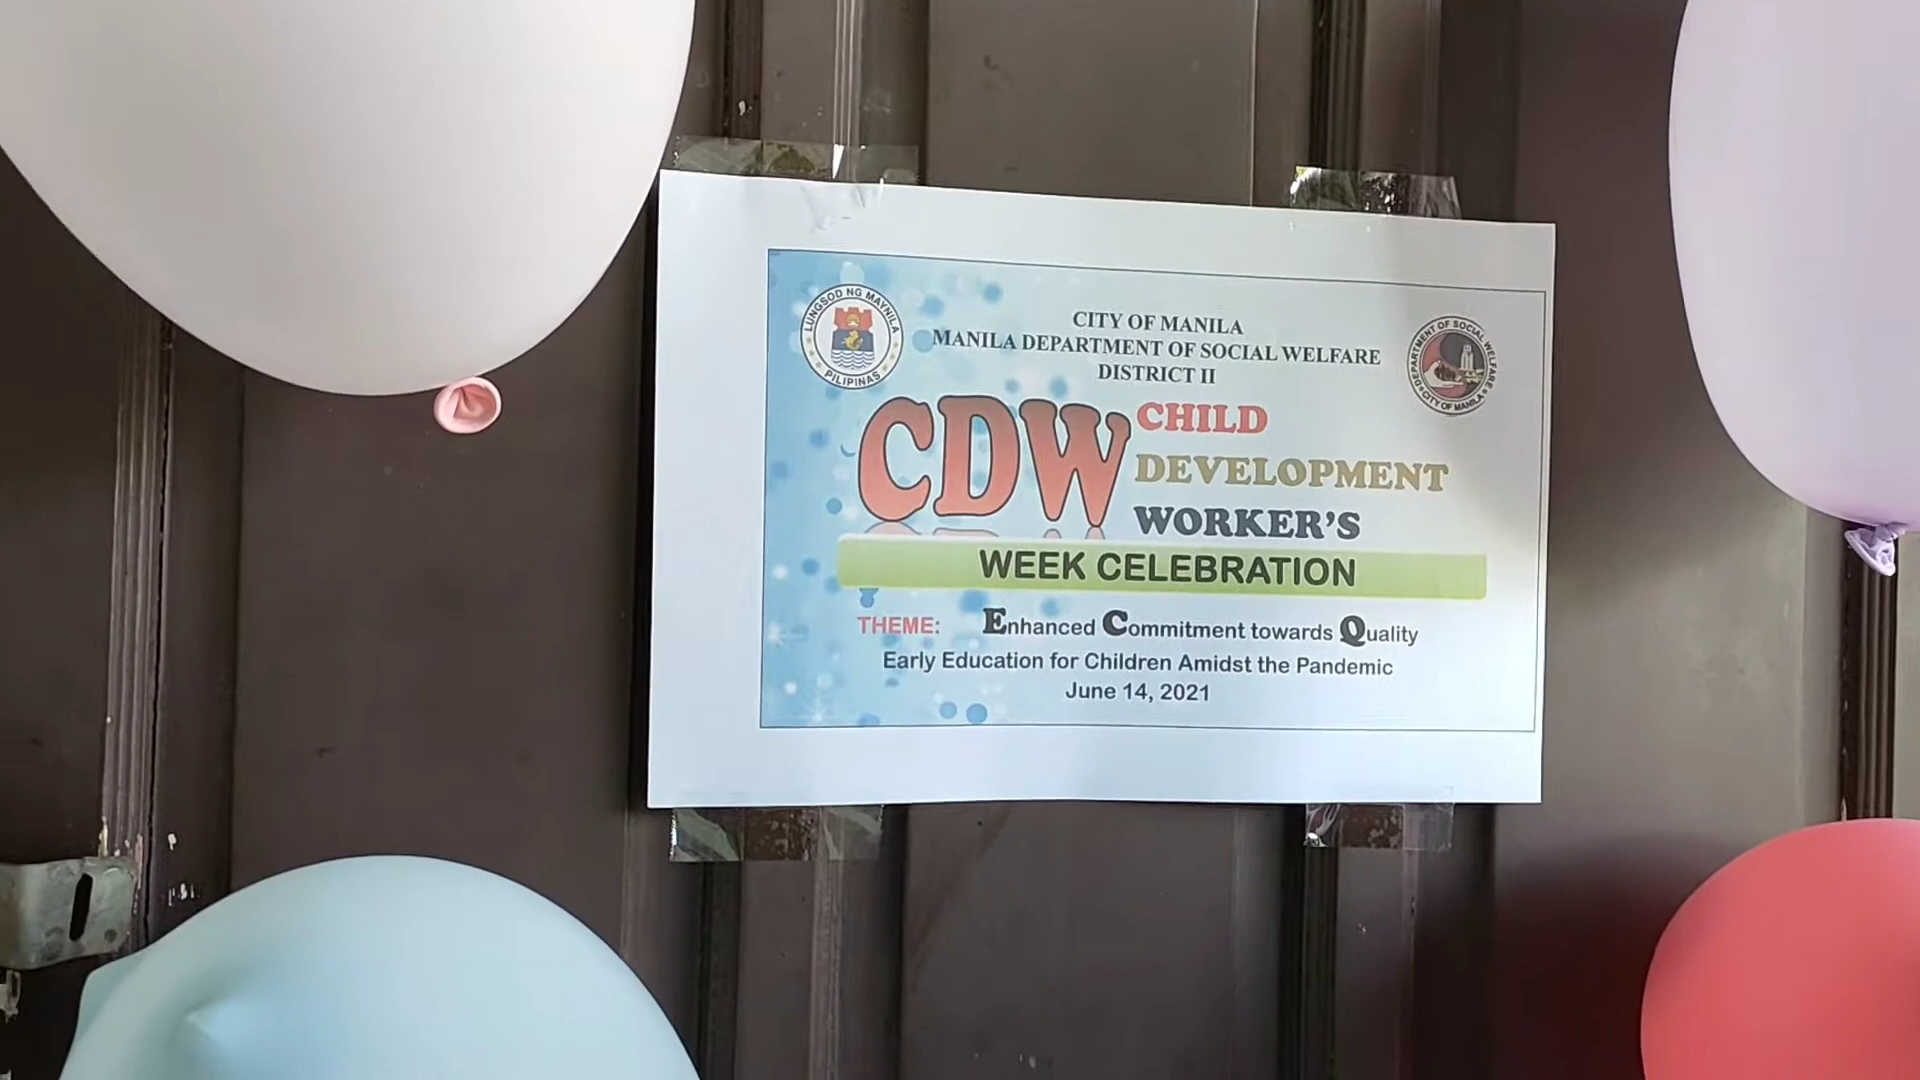 LUNGSOD NG MAYNILA
PILIPINAS
CITY OF MANILA
MANILA DEPARTMENT OF SOCIAL WELFARE
DISTRICT II
DEPARTMENT OF SOCIAL WELFARE
CITY OF MANILA
CDW
CHILD
DEVELOPMENT
WORKER'S
WEEK CELEBRATION
THEME: Enhanced Commitment towards Quality
Early Education for Children Amidst the Pandemic
June 14, 2021